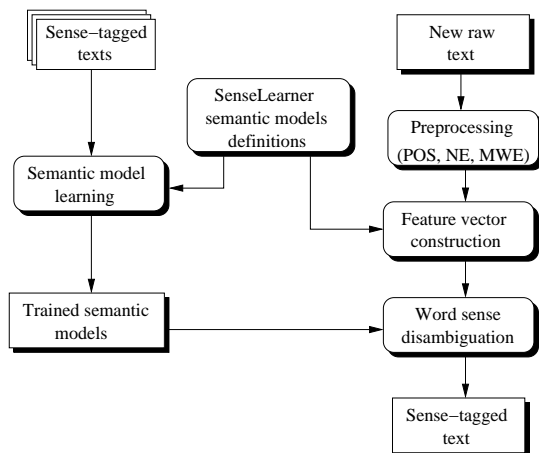 Sense−tagged
texts
New raw
text
SenseLearner
semantic models
definitions
Preprocessing
(POS, NE, MWE)
Semantic model
learning
Feature vector
construction
Trained semantic
models
Word sense
disambiguation
Sense−tagged
text